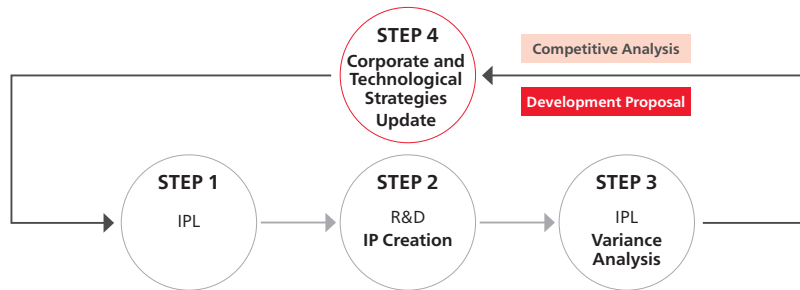 STEP 4
Corporate and
Technological
Strategies
Update
Competitive Analysis
Development Proposal
STEP 1
IPL
STEP 2
R&D
IP Creation
STEP 3
IPL
Variance
Analysis